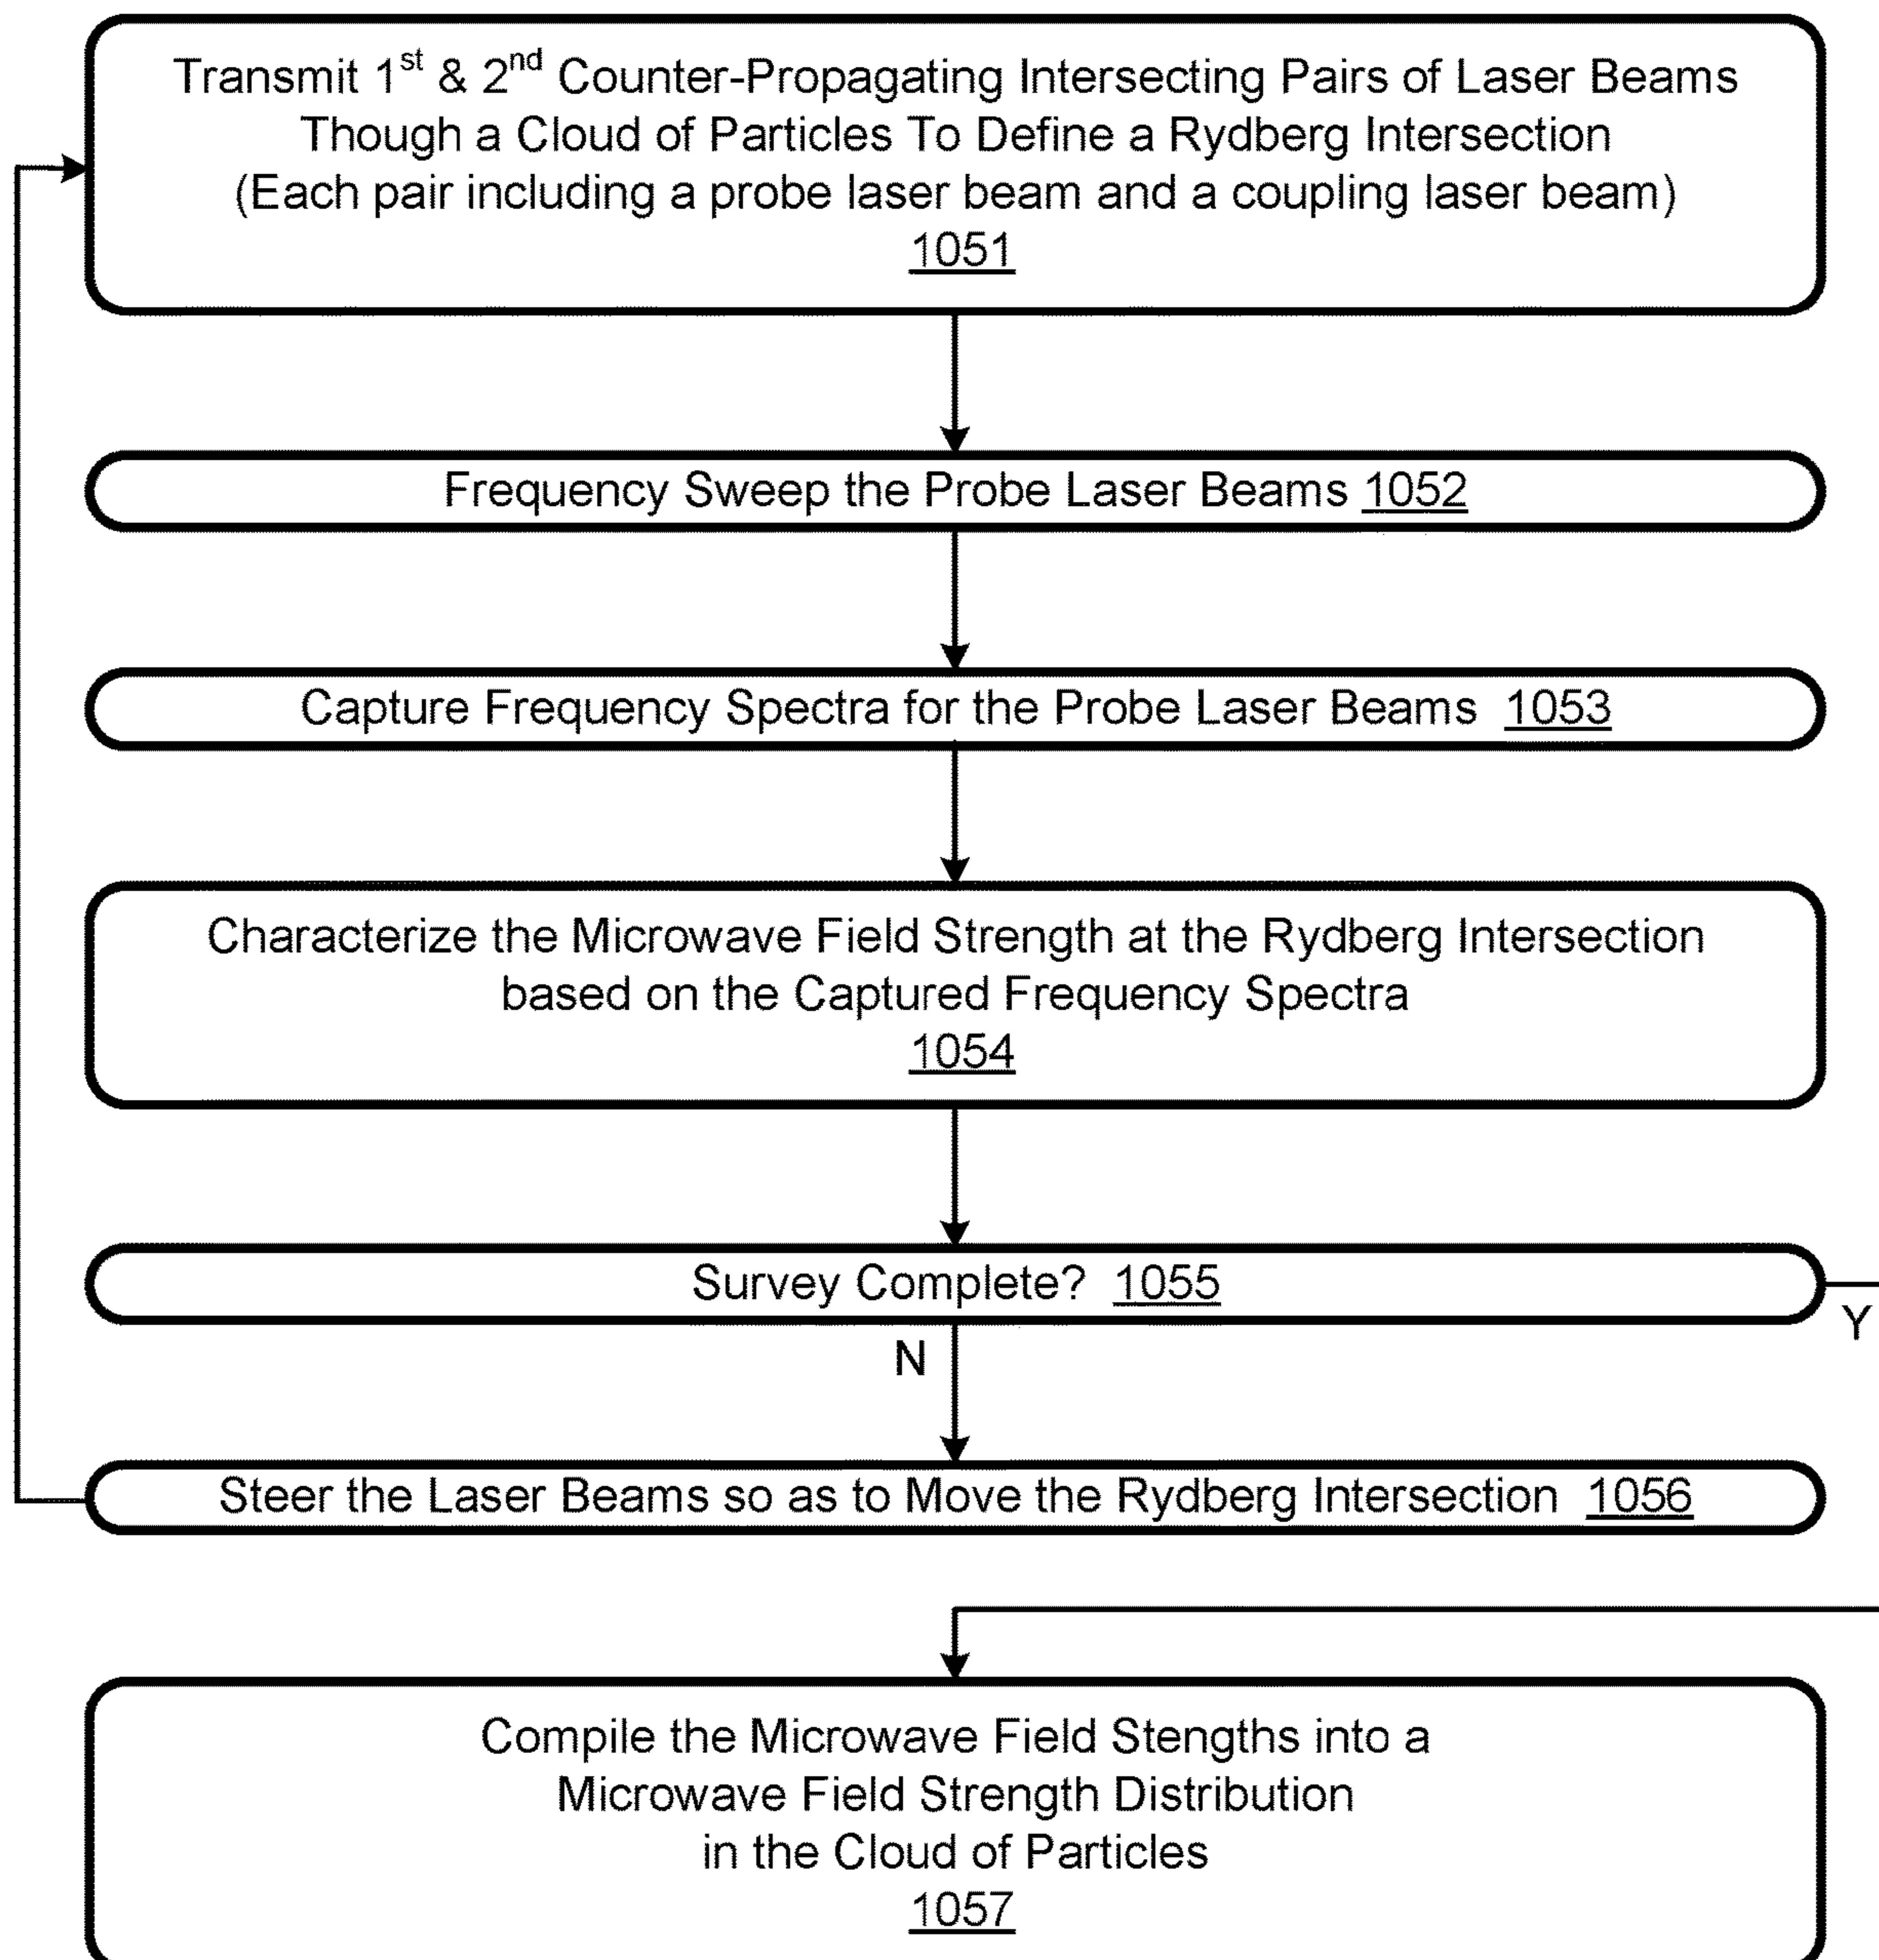 Transmit 1st & 2nd Counter-Propagating Intersecting Pairs of Laser Beams
Though a Cloud of Particles To Define a Rydberg Intersection
(Each pair including a probe laser beam and a coupling laser beam)
1051
Frequency Sweep the Probe Laser Beams 1052
Capture Frequency Spectra for the Probe Laser Beams 1053
Characterize the Microwave Field Strength at the Rydberg Intersection
based on the Captured Frequency Spectra
1054
Survey Complete? 1055
Y
N
Steer the Laser Beams so as to Move the Rydberg Intersection 1056
Compile the Microwave Field Stengths into a
Microwave Field Strength Distribution
in the Cloud of Particles
1057